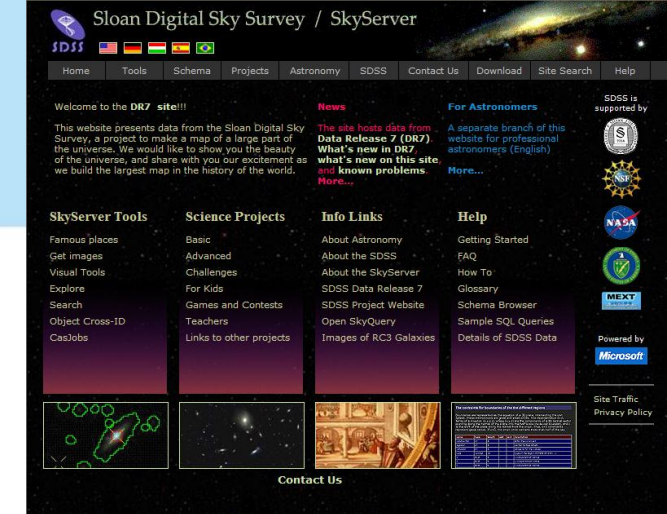 Sloan Digital Sky Survey / SkyServer
SDSS
Home Tools Schema Projects Astronomy SDSS Contact Us Download Site Search Help
Welcome to the DR7 site!!!
This website presents data from the Sloan Digital Sky
Survey, a project to make a map of a large part of
the universe. We would like to show you the beauty
of the universe, and share with you our excitement as
we build the largest map in the history of the world.
News
The site hosts data from
Data Release 7 (DR7).
What's new in DR7,
what's new on this site,
and known problems.
More...
For Astronomers
A separate branch of this
website for professional
astronomers (English)
More...
SDSS is
supported by
NSF
NASA
MEXT
Powered by
Microsoft
Site Traffic
Privacy Policy
SkyServer Tools
Famous places
Get images
Visual Tools
Explore
Search
Object Cross-ID
CasJobs
Science Projects
Basic
Advanced
Challenges
For Kids
Games and Contests
Teachers
Links to other projects
Info Links
About Astronomy
About the SDSS
About the SkyServer
SDSS Data Release 7
SDSS Project Website
Open SkyQuery
Images of RC3 Galaxies
Help
Getting Started
FAQ
How To
Glossary
Schema Browser
Sample SQL Queries
Details of SDSS Data
Contact Us